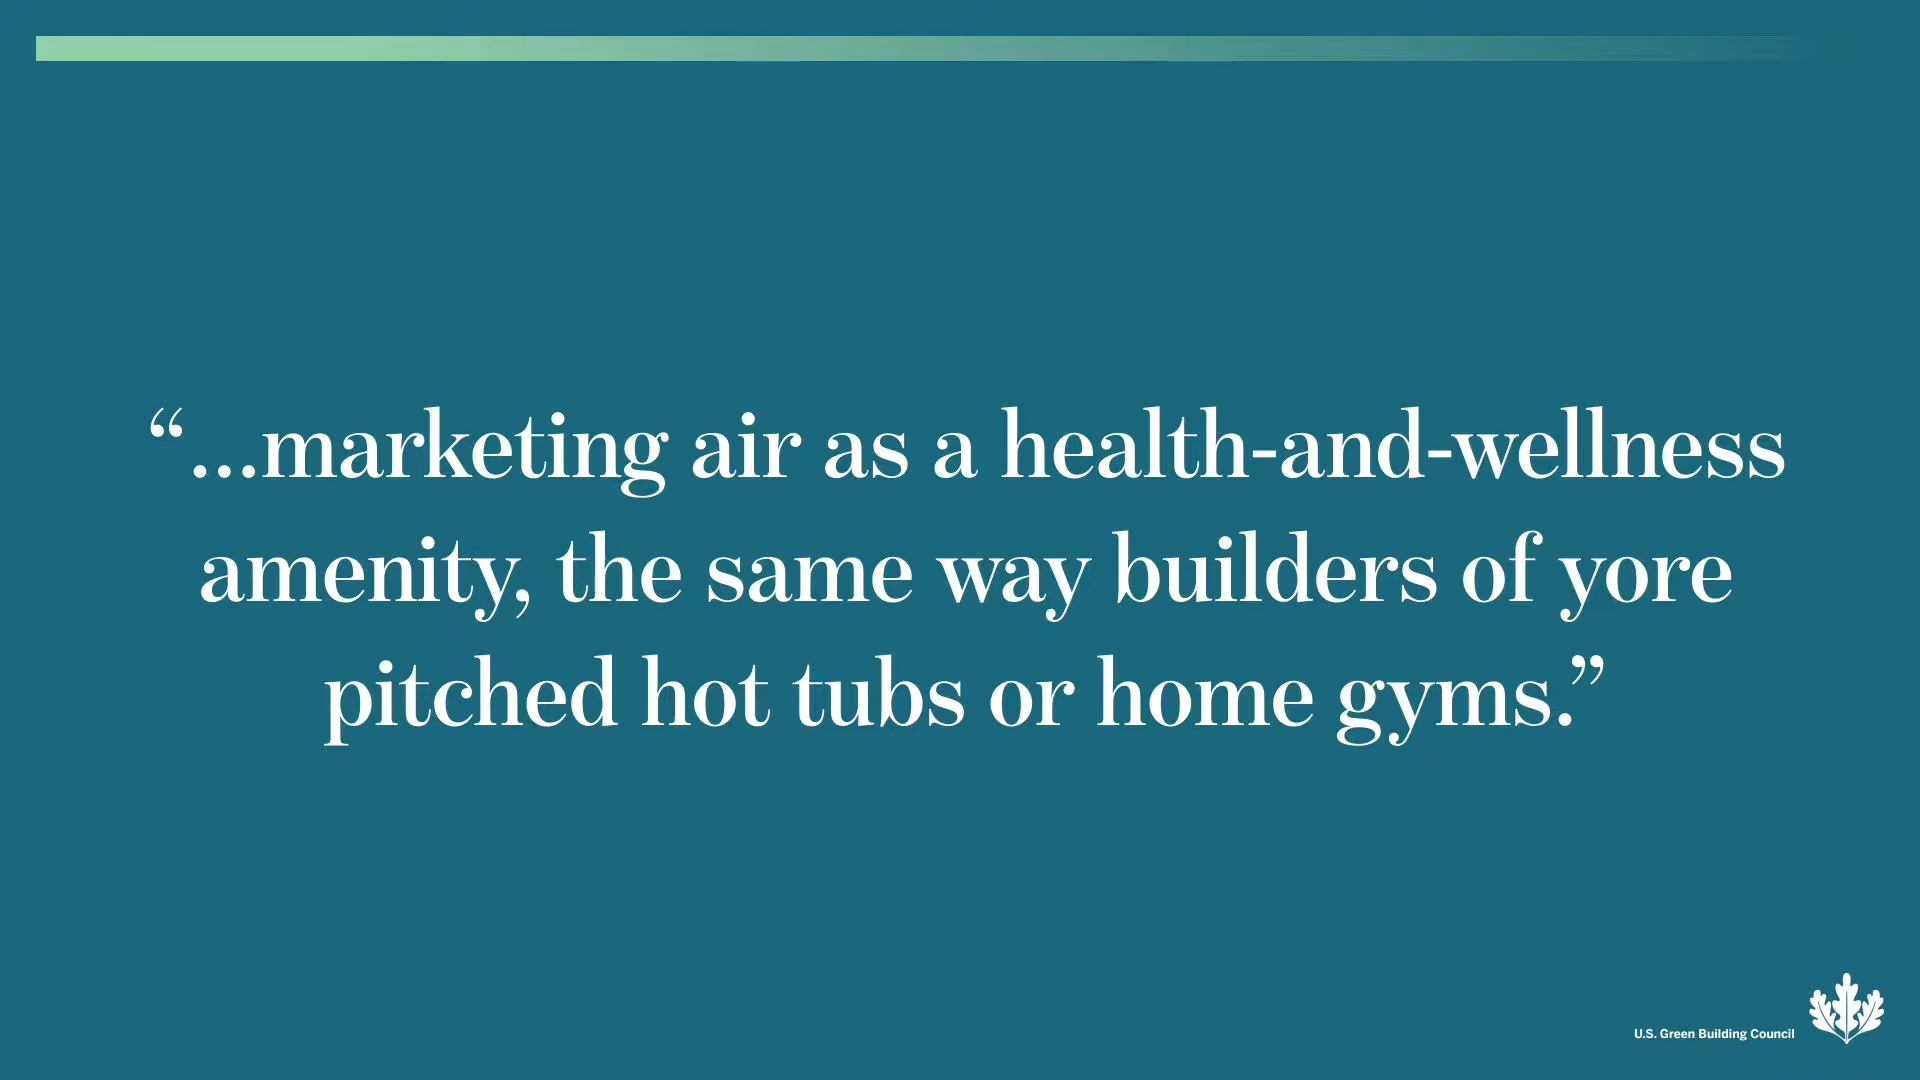 “…marketing air as a health-and-wellness
amenity, the same way builders of yore
pitched hot tubs or home gyms.”
U.S. Green Building Council